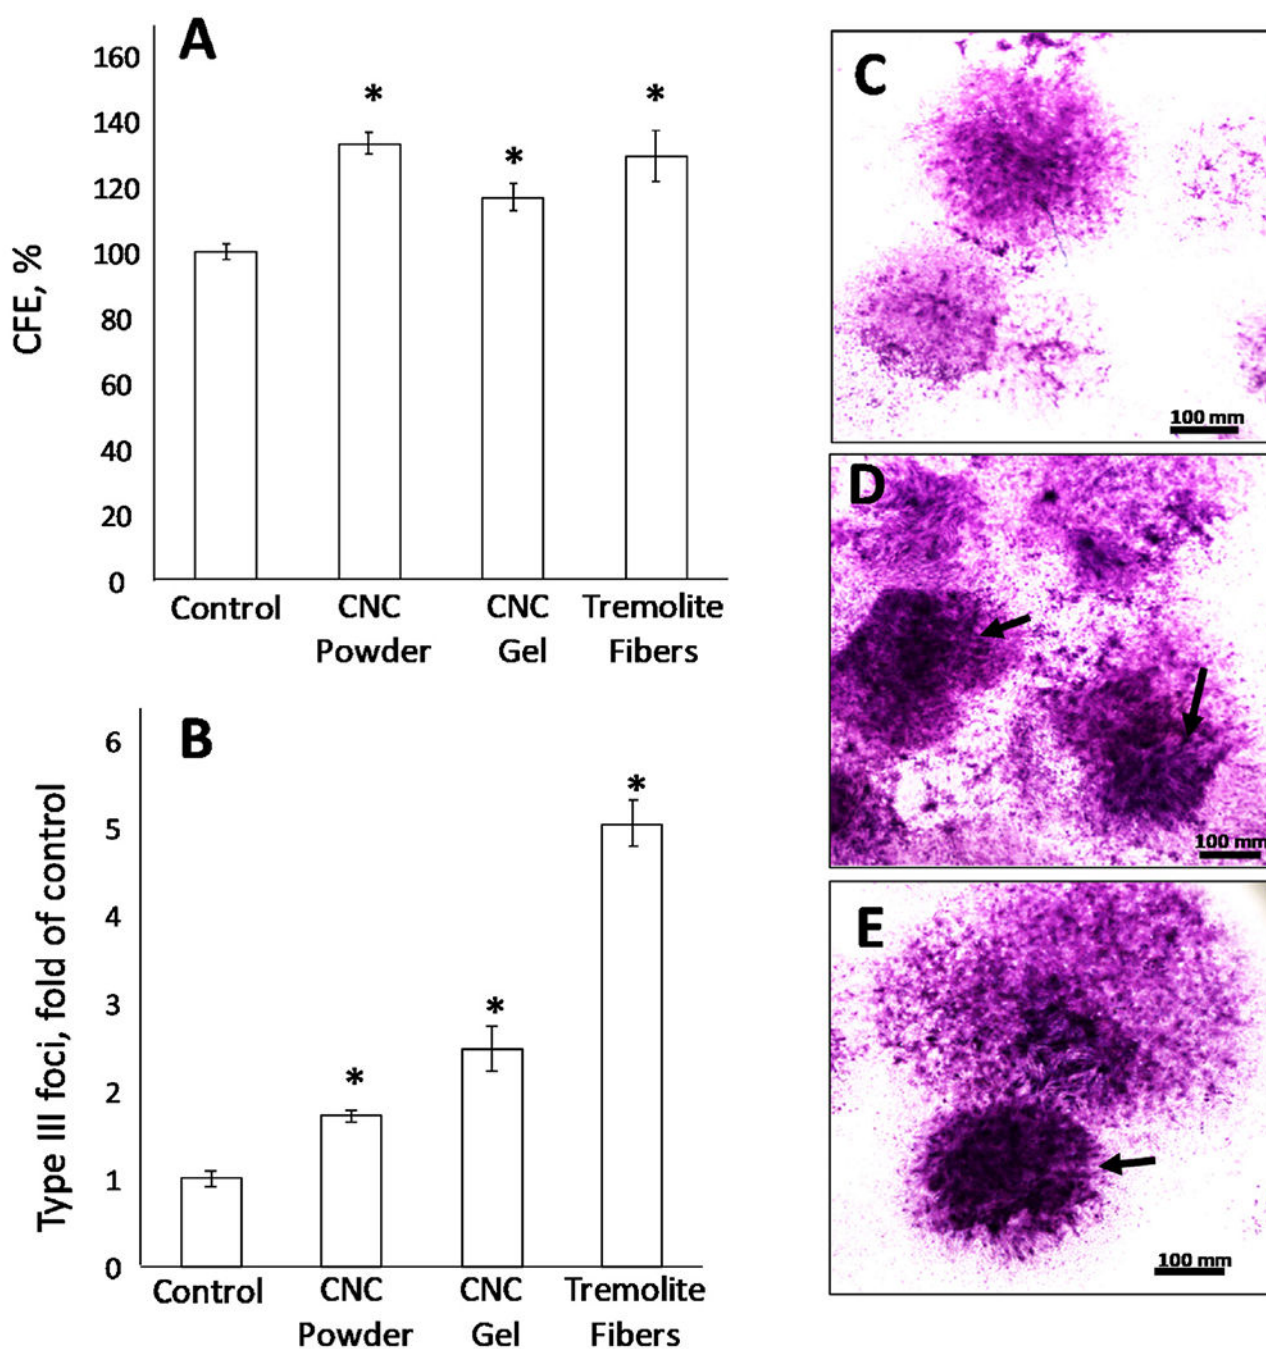 A
CFE, %
160
140
120
100
80
60
40
20
0
*
*
*
Control
CNC
Powder
CNC
Gel
Tremolite
Fibers
B
Type III foci, fold of control
6
5
4
3
2
1
0
*
*
*
Control
CNC
Powder
CNC
Gel
Tremolite
Fibers
C
100 mm
D
100 mm
E
100 mm